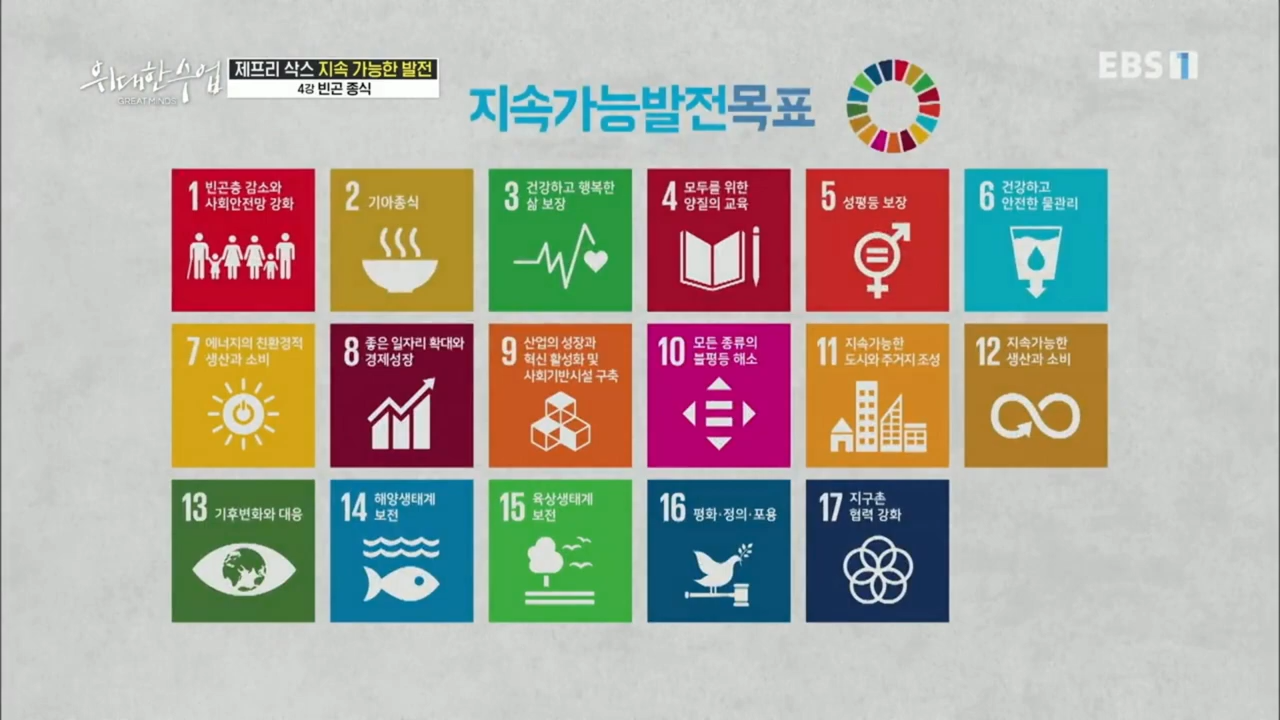 위대한 수업
GREAT MINDS
제프리 삭스 지속 가능한 발전
4강 빈곤 종식
EBS 1
지속가능발전목표
1 빈곤층 감소와
사회안전망 강화
2 기아종식
3 건강하고 행복한
삶 보장
4 모두를 위한
양질의 교육
5 성평등 보장
6 건강하고
안전한 물관리
7 에너지의 친환경적
생산과 소비
8 좋은 일자리 확대와
경제성장
9 산업의 성장과
혁신 활성화 및
사회기반시설 구축
10 모든 종류의
불평등 해소
11 지속가능한
도시와 주거지 조성
12 지속가능한
생산과 소비
13 기후변화와 대응
14 해양생태계
보전
15 육상생태계
보전
16 평화·정의·포용
17 지구촌
협력 강화